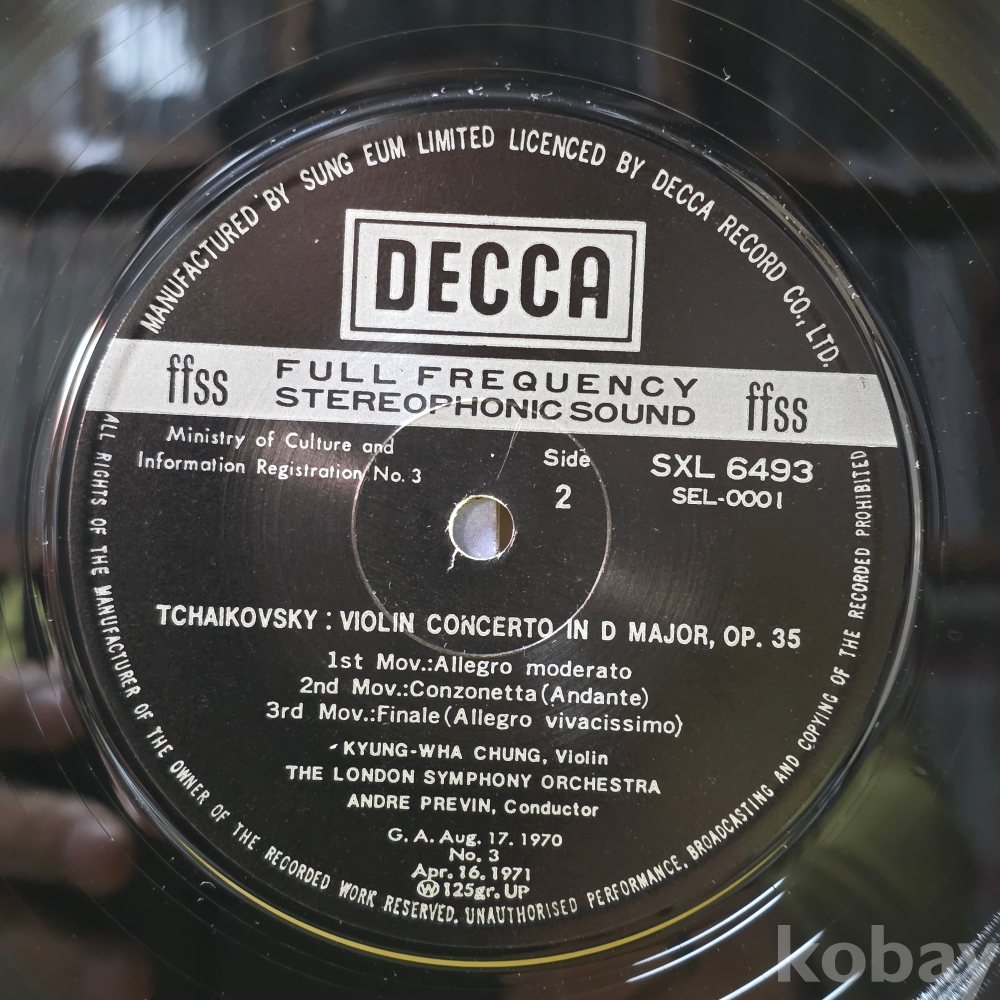 MANUFACTURED BY SUNG EUM LIMITED LICENCED BY DECCA RECORD CO., LTD.
DECCA
ffss
FULL FREQUENCY
STEREOPHONIC SOUND
ffss
Ministry of Culture and
Information Registration No. 3
Side
2
SXL 6493
SEL-0001
TCHAIKOVSKY : VIOLIN CONCERTO IN D MAJOR, OP. 35
1st Mov.:Allegro moderato
2nd Mov.:Conzonetta (Andante)
3rd Mov.:Finale (Allegro vivacissimo)
KYUNG-WHA CHUNG, Violin
THE LONDON SYMPHONY ORCHESTRA
ANDRE PREVIN, Conductor
G. A. Aug. 17. 1970
No. 3
Apr. 16. 1971
Ⓦ 125gr. UP
ALL RIGHTS OF THE MANUFACTURER OF THE OWNER OF THE RECORDED WORK RESERVED. UNAUTHORISED PERFORMANCE. BROADCASTING AND COPYING OF THE RECORDED PROHIBITED
kobay